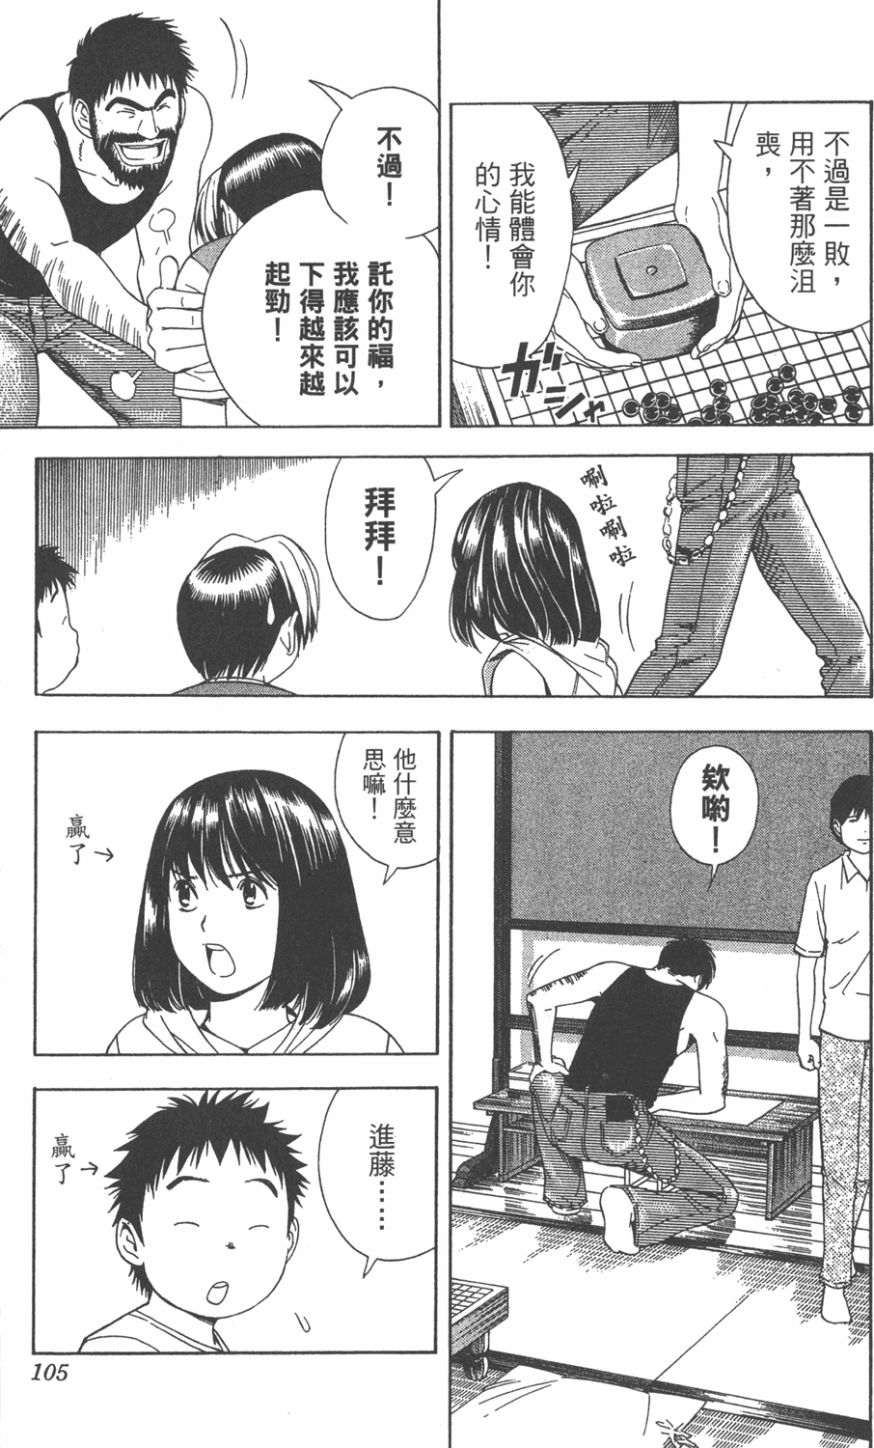 不過是一敗，
用不著那麼沮
喪，
我能體會你
的心情！
ガシャ
不過！
託你的福，
我應該可以
下得越來越
起勁！
唰啦唰啦
拜拜！
欸喲！
他什麼意
思嘛！
贏了→
進藤……
贏了→
105